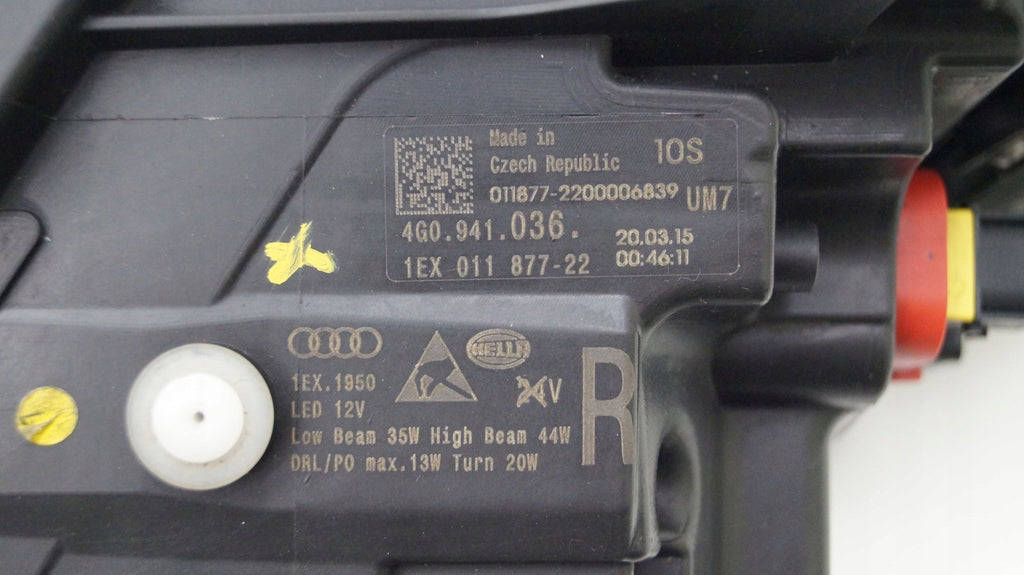 Made in
Czech Republic
10S
011877-2200006839
UM7
4G0.941.036.
20.03.15
1EX 011 877-22
00:46:11
HELLA
1EX.1950
24V
LED 12V
R
Low Beam 35W High Beam 44W
DRL/PO max.13W Turn 20W